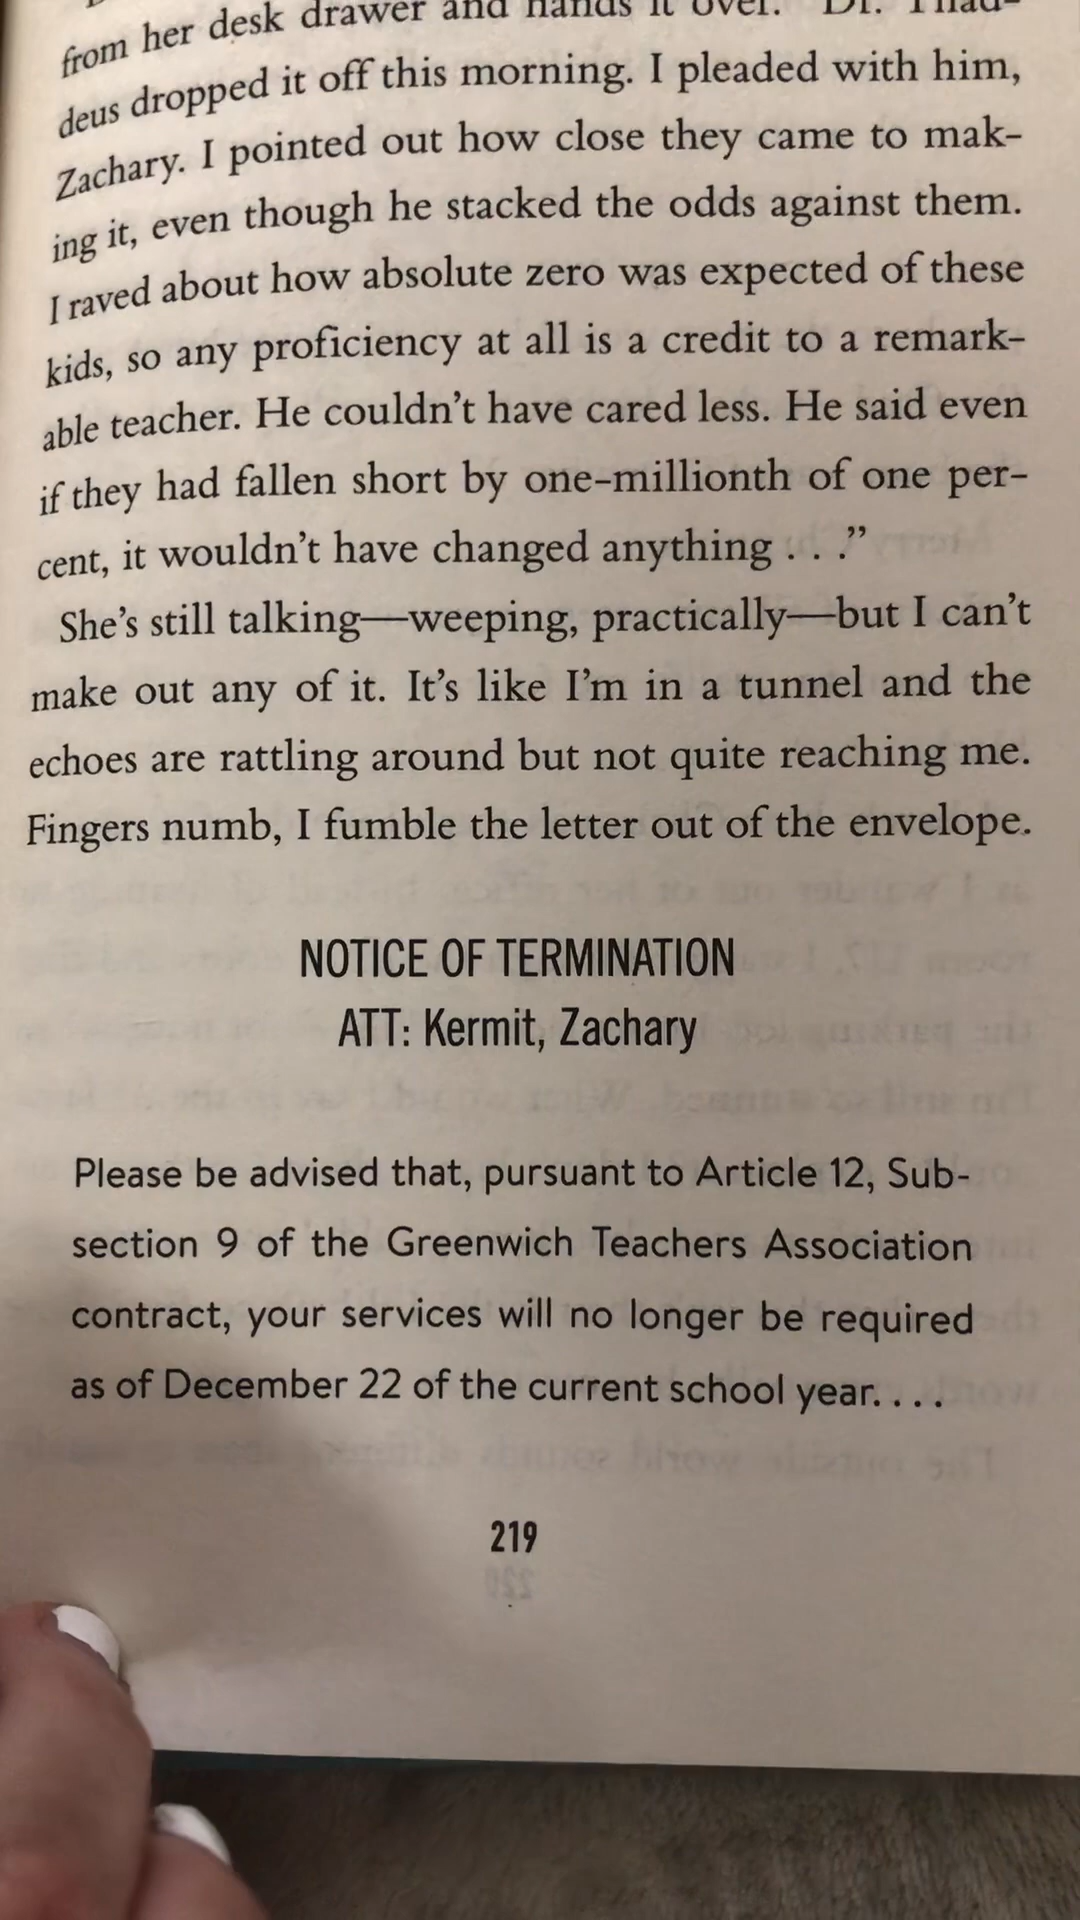 from her desk drawer and hands it over. “Dr. Thad-
deus dropped it off this morning. I pleaded with him,
Zachary. I pointed out how close they came to mak-
ing it, even though he stacked the odds against them.
I raved about how absolute zero was expected of these
kids, so any proficiency at all is a credit to a remark-
able teacher. He couldn’t have cared less. He said even
if they had fallen short by one-millionth of one per-
cent, it wouldn’t have changed anything . . .”
She’s still talking—weeping, practically—but I can’t
make out any of it. It’s like I’m in a tunnel and the
echoes are rattling around but not quite reaching me.
Fingers numb, I fumble the letter out of the envelope.
NOTICE OF TERMINATION
ATT: Kermit, Zachary
Please be advised that, pursuant to Article 12, Sub-
section 9 of the Greenwich Teachers Association
contract, your services will no longer be required
as of December 22 of the current school year. . . .
219